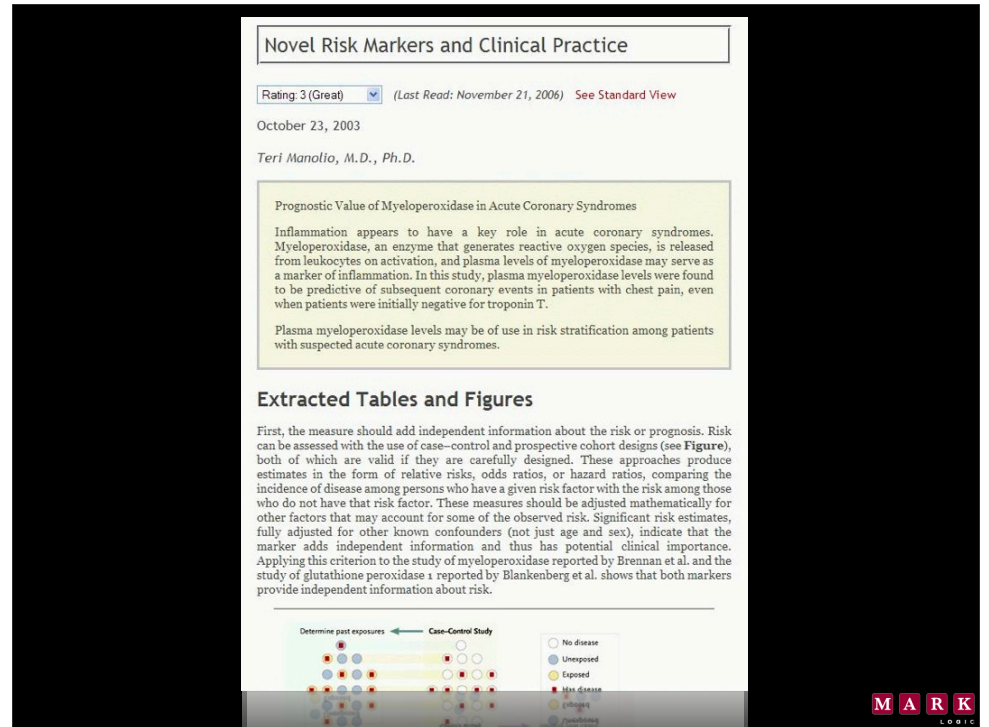 Novel Risk Markers and Clinical Practice
Rating: 3 (Great) (Last Read: November 21, 2006) See Standard View
October 23, 2003
Teri Manolio, M.D., Ph.D.
Prognostic Value of Myeloperoxidase in Acute Coronary Syndromes
Inflammation appears to have a key role in acute coronary syndromes.
Myeloperoxidase, an enzyme that generates reactive oxygen species, is released
from leukocytes on activation, and plasma levels of myeloperoxidase may serve as
a marker of inflammation. In this study, plasma myeloperoxidase levels were found
to be predictive of subsequent coronary events in patients with chest pain, even
when patients were initially negative for troponin T.
Plasma myeloperoxidase levels may be of use in risk stratification among patients
with suspected acute coronary syndromes.
Extracted Tables and Figures
First, the measure should add independent information about the risk or prognosis. Risk
can be assessed with the use of case–control and prospective cohort designs (see Figure),
both of which are valid if they are carefully designed. These approaches produce
estimates in the form of relative risks, odds ratios, or hazard ratios, comparing the
incidence of disease among persons who have a given risk factor with the risk among those
who do not have that risk factor. These measures should be adjusted mathematically for
other factors that may account for some of the observed risk. Significant risk estimates,
fully adjusted for other known confounders (not just age and sex), indicate that the
marker adds independent information and thus has potential clinical importance.
Applying this criterion to the study of myeloperoxidase reported by Brennan et al. and the
study of glutathione peroxidase 1 reported by Blankenberg et al. shows that both markers
provide independent information about risk.
Determine past exposures Case–Control Study
No disease
Unexposed
Exposed
Has disease
MARK
LOGIC